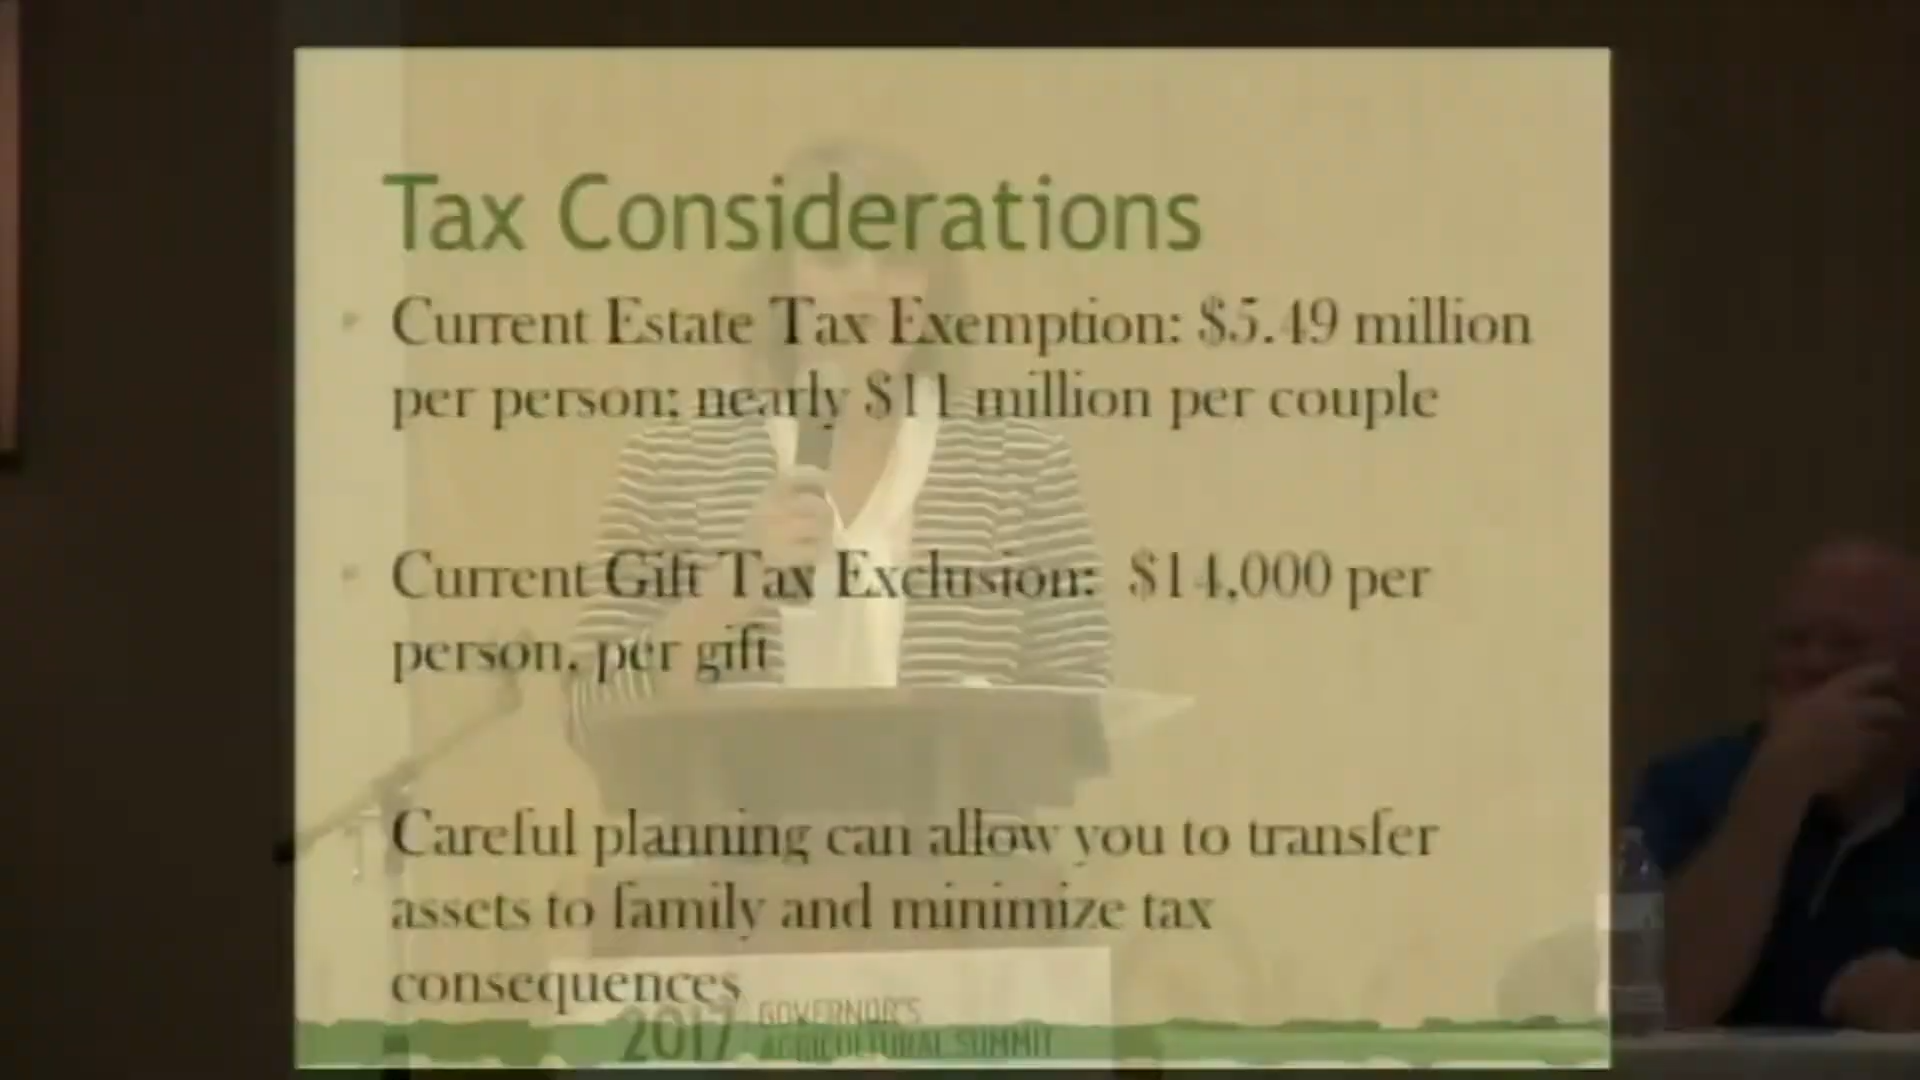 Tax Considerations
Current Estate Tax Exemption: $5.49 million
per person; nearly $11 million per couple
Current Gift Tax Exclusion: $14,000 per
person, per gift
Careful planning can allow you to transfer
assets to family and minimize tax
consequences
2017 GOVERNOR'S
AGRICULTURAL SUMMIT